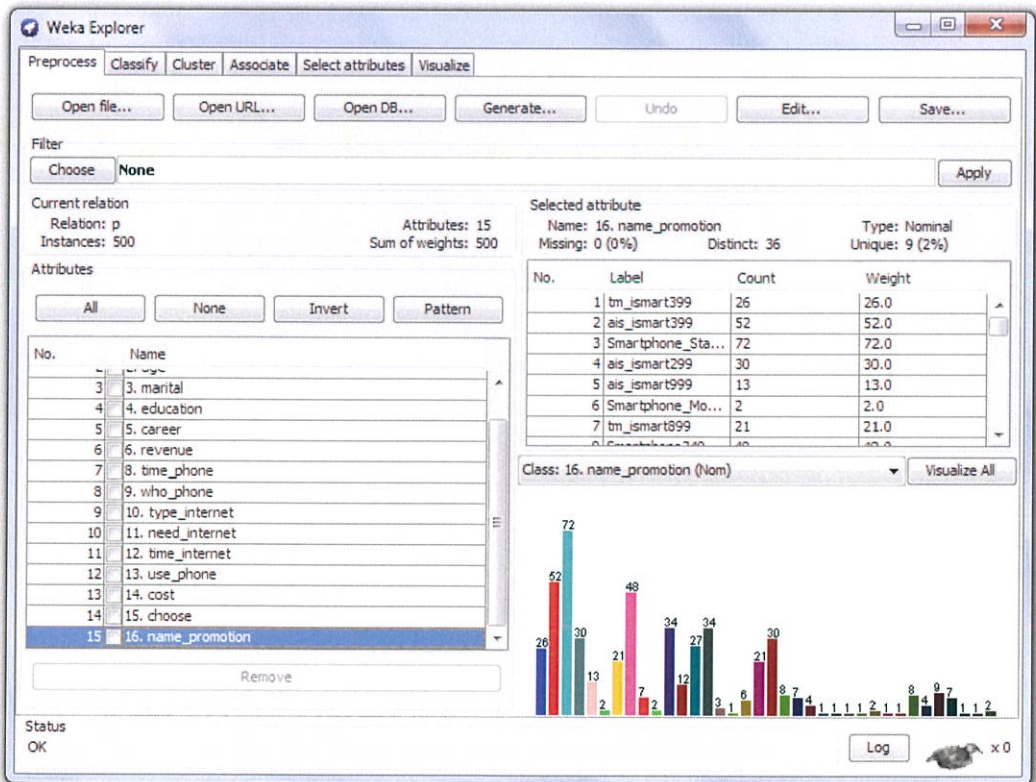 Weka Explorer
Preprocess Classify Cluster Associate Select attributes Visualize
Open file... Open URL... Open DB... Generate... Undo Edit... Save...
Filter
Choose None Apply
Current relation
Relation: p Attributes: 15
Instances: 500 Sum of weights: 500
Attributes
All None Invert Pattern
No. Name
3 3. marital
4 4. education
5 5. career
6 6. revenue
7 8. time_phone
8 9. who_phone
9 10. type_internet
10 11. need_internet
11 12. time_internet
12 13. use_phone
13 14. cost
14 15. choose
15 16. name_promotion
Remove
Selected attribute
Name: 16. name_promotion Type: Nominal
Missing: 0 (0%) Distinct: 36 Unique: 9 (2%)
No. Label Count Weight
1 tm_ismart399 26 26.0
2 ais_ismart399 52 52.0
3 Smartphone_Sta... 72 72.0
4 ais_ismart299 30 30.0
5 ais_ismart999 13 13.0
6 Smartphone_Mo... 2 2.0
7 tm_ismart899 21 21.0
Class: 16. name_promotion (Nom) Visualize All
26 52 72 30 13 2 21 48 7 2 34 12 27 34 3 1 6 21 30 8 7 4 1 1 1 1 2 1 1 8 4 9 7 1 1 2
Status
OK Log x 0